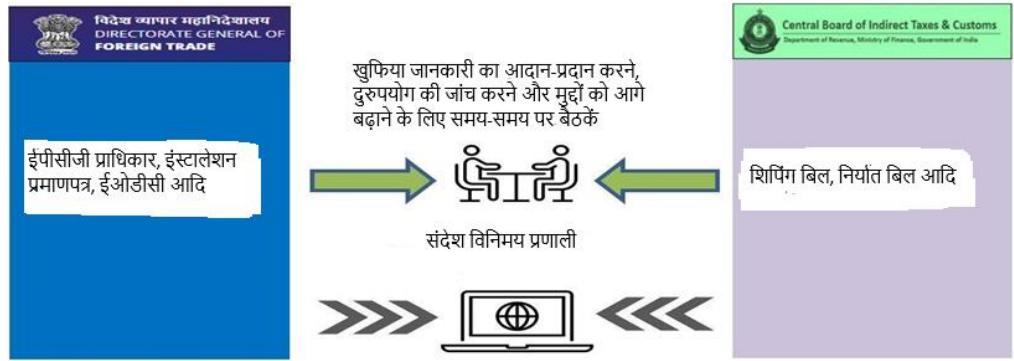 विदेश व्यापार महानिदेशालय
DIRECTORATE GENERAL OF
FOREIGN TRADE
Central Board of Indirect Taxes & Customs
Department of Revenue, Ministry of Finance, Government of India
खुफिया जानकारी का आदान-प्रदान करने,
दुरुपयोग की जांच करने और मुद्दों को आगे
बढ़ाने के लिए समय-समय पर बैठकें
ईपीसीजी प्राधिकार, इंस्टालेशन
प्रमाणपत्र, ईओडीसी आदि
शिपिंग बिल, निर्यात बिल आदि
संदेश विनिमय प्रणाली